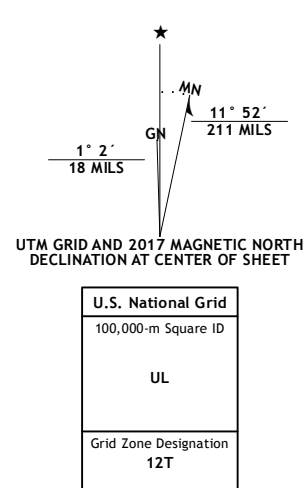 ★
MN
GN
11° 52´
211 MILS
1° 2´
18 MILS
UTM GRID AND 2017 MAGNETIC NORTH
DECLINATION AT CENTER OF SHEET
U.S. National Grid
100,000-m Square ID
UL
Grid Zone Designation
12T